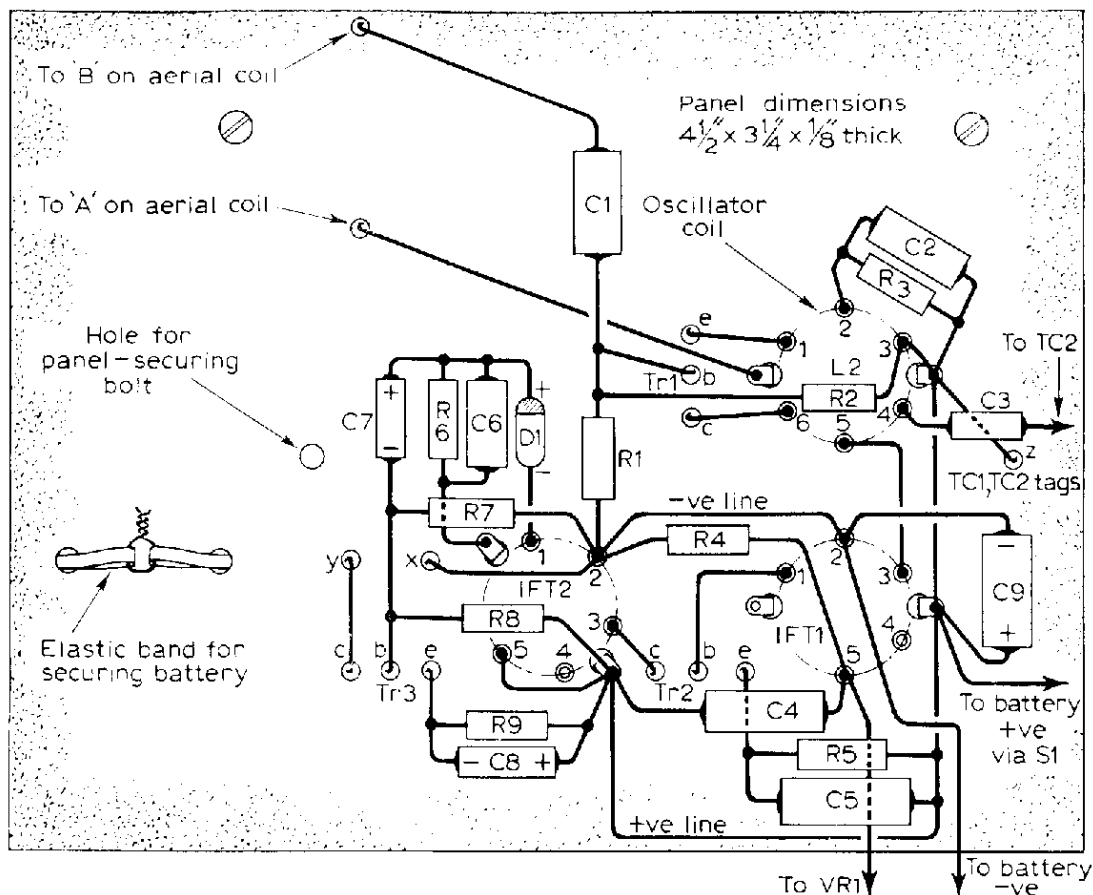 To 'B' on aerial coil
Panel dimensions
4½" x 3¼" x ⅛" thick
To 'A' on aerial coil
C1
Oscillator
coil
C2
R3
Hole for
panel-securing
bolt
e
1
2
3
To TC2
Tr1
b
L2
R2
C3
c
6
5
4
z
TC1,TC2 tags
C7
+
-
R
6
C6
+
D1
-
R1
-ve line
R7
1
2
R4
2
-
C9
+
y
x
IFT2
1
3
R8
3
IFT1
4
Elastic band for
securing battery
c
b
e
5
4
c
b
e
5
Tr3
Tr2
C4
To battery
+ve
via S1
R9
- C8 +
R5
C5
+ve line
To VR1
To battery
-ve